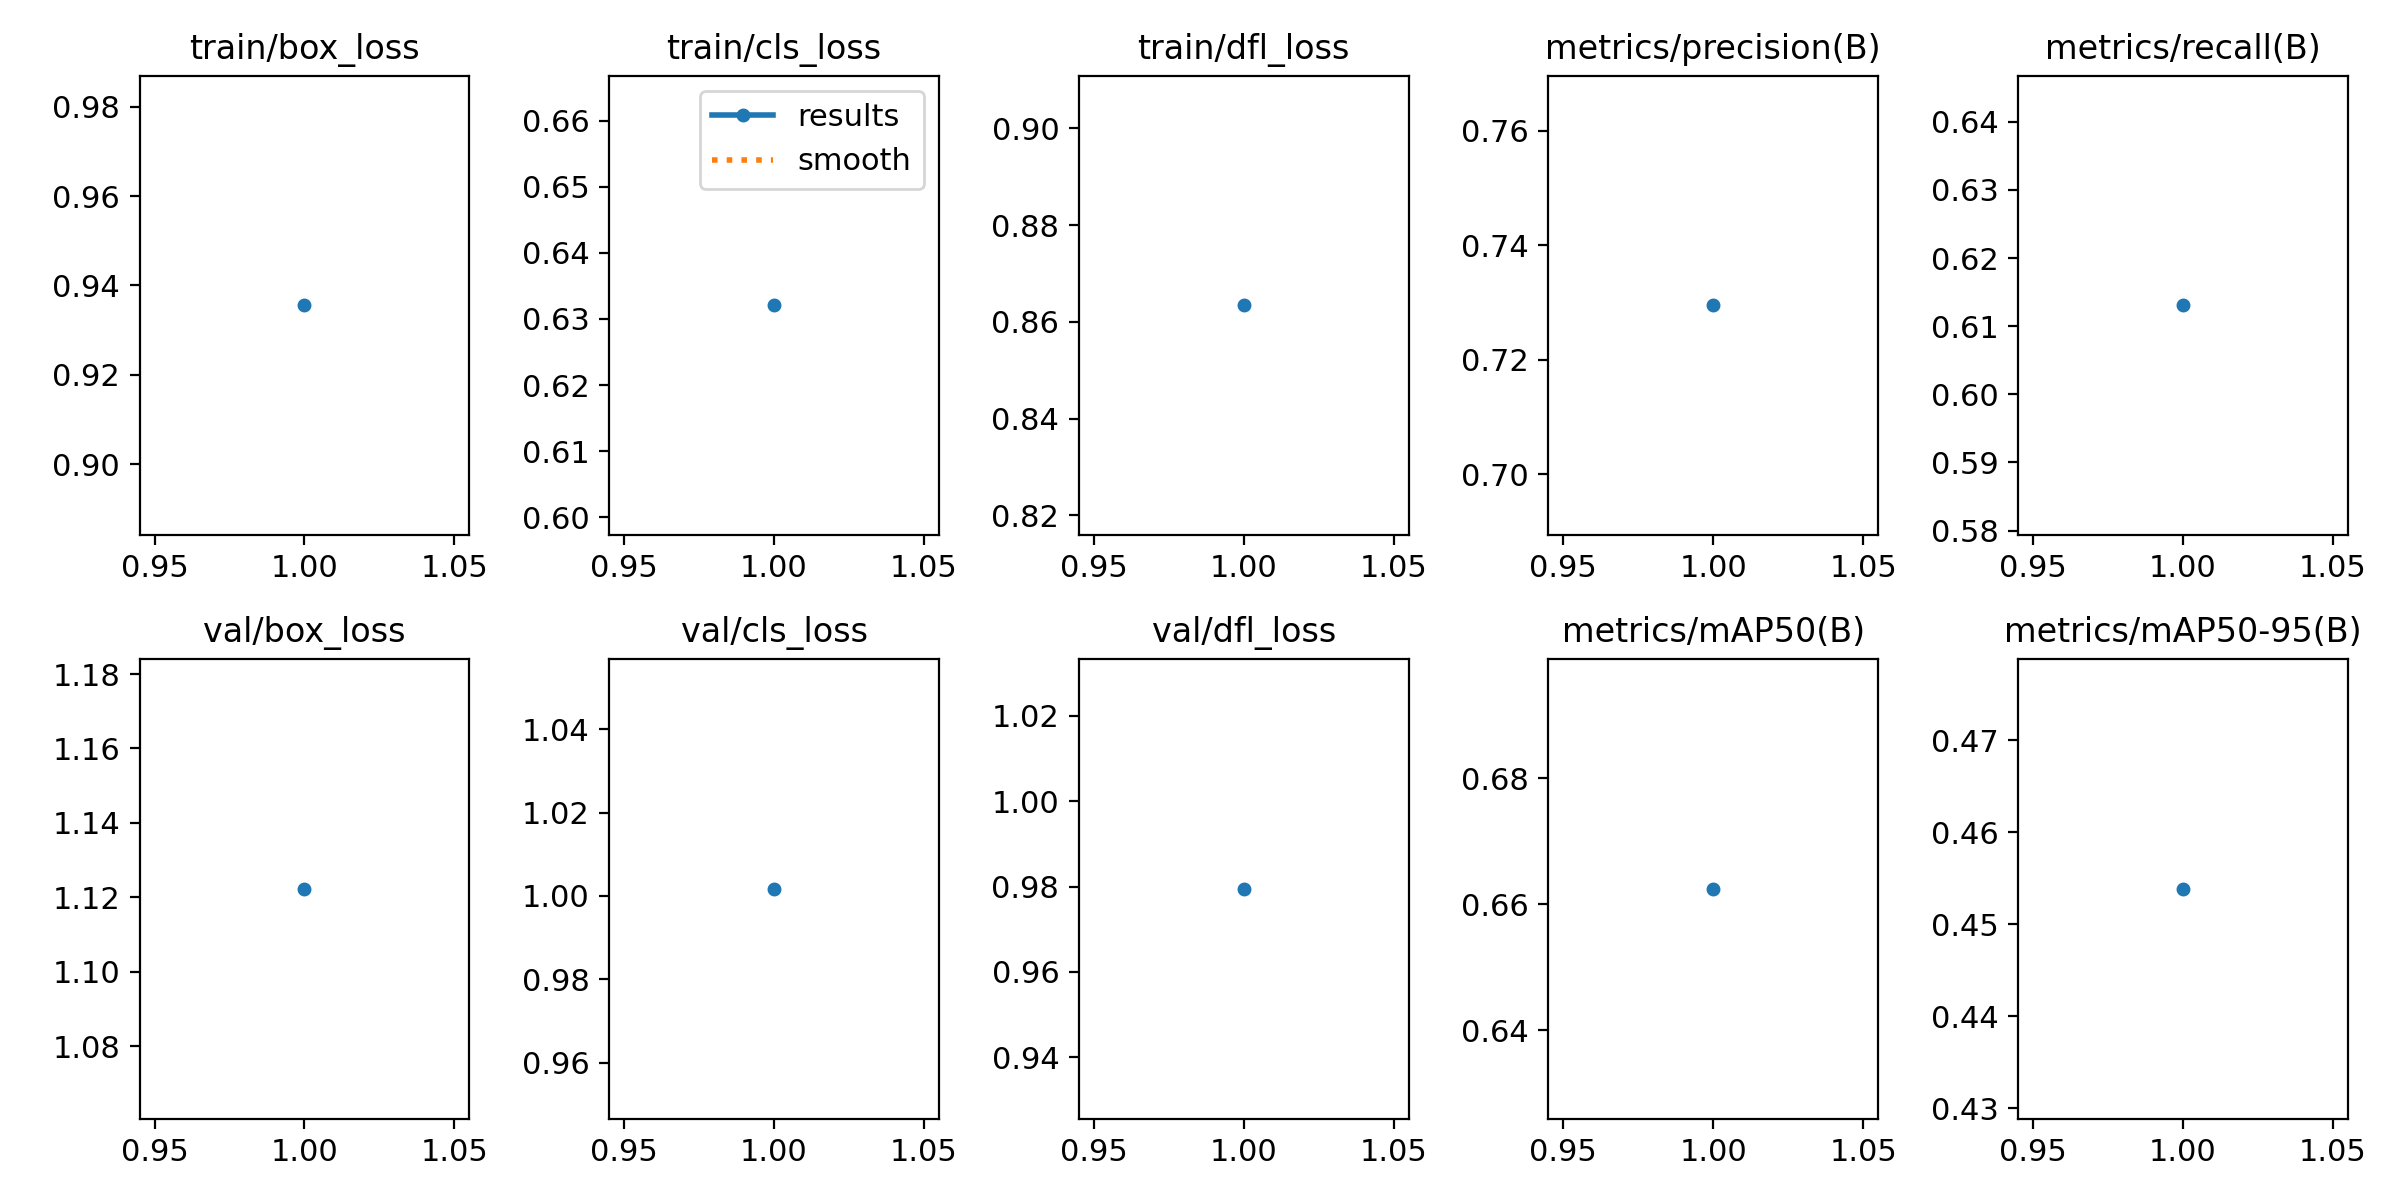 train/box_loss
0.98
0.96
0.94
0.92
0.90
0.95 1.00 1.05
train/cls_loss
results
smooth
0.66
0.65
0.64
0.63
0.62
0.61
0.60
0.95 1.00 1.05
train/dfl_loss
0.90
0.88
0.86
0.84
0.82
0.95 1.00 1.05
metrics/precision(B)
0.76
0.74
0.72
0.70
0.95 1.00 1.05
metrics/recall(B)
0.64
0.63
0.62
0.61
0.60
0.59
0.58
0.95 1.00 1.05
val/box_loss
1.18
1.16
1.14
1.12
1.10
1.08
0.95 1.00 1.05
val/cls_loss
1.04
1.02
1.00
0.98
0.96
0.95 1.00 1.05
val/dfl_loss
1.02
1.00
0.98
0.96
0.94
0.95 1.00 1.05
metrics/mAP50(B)
0.68
0.66
0.64
0.95 1.00 1.05
metrics/mAP50-95(B)
0.47
0.46
0.45
0.44
0.43
0.95 1.00 1.05